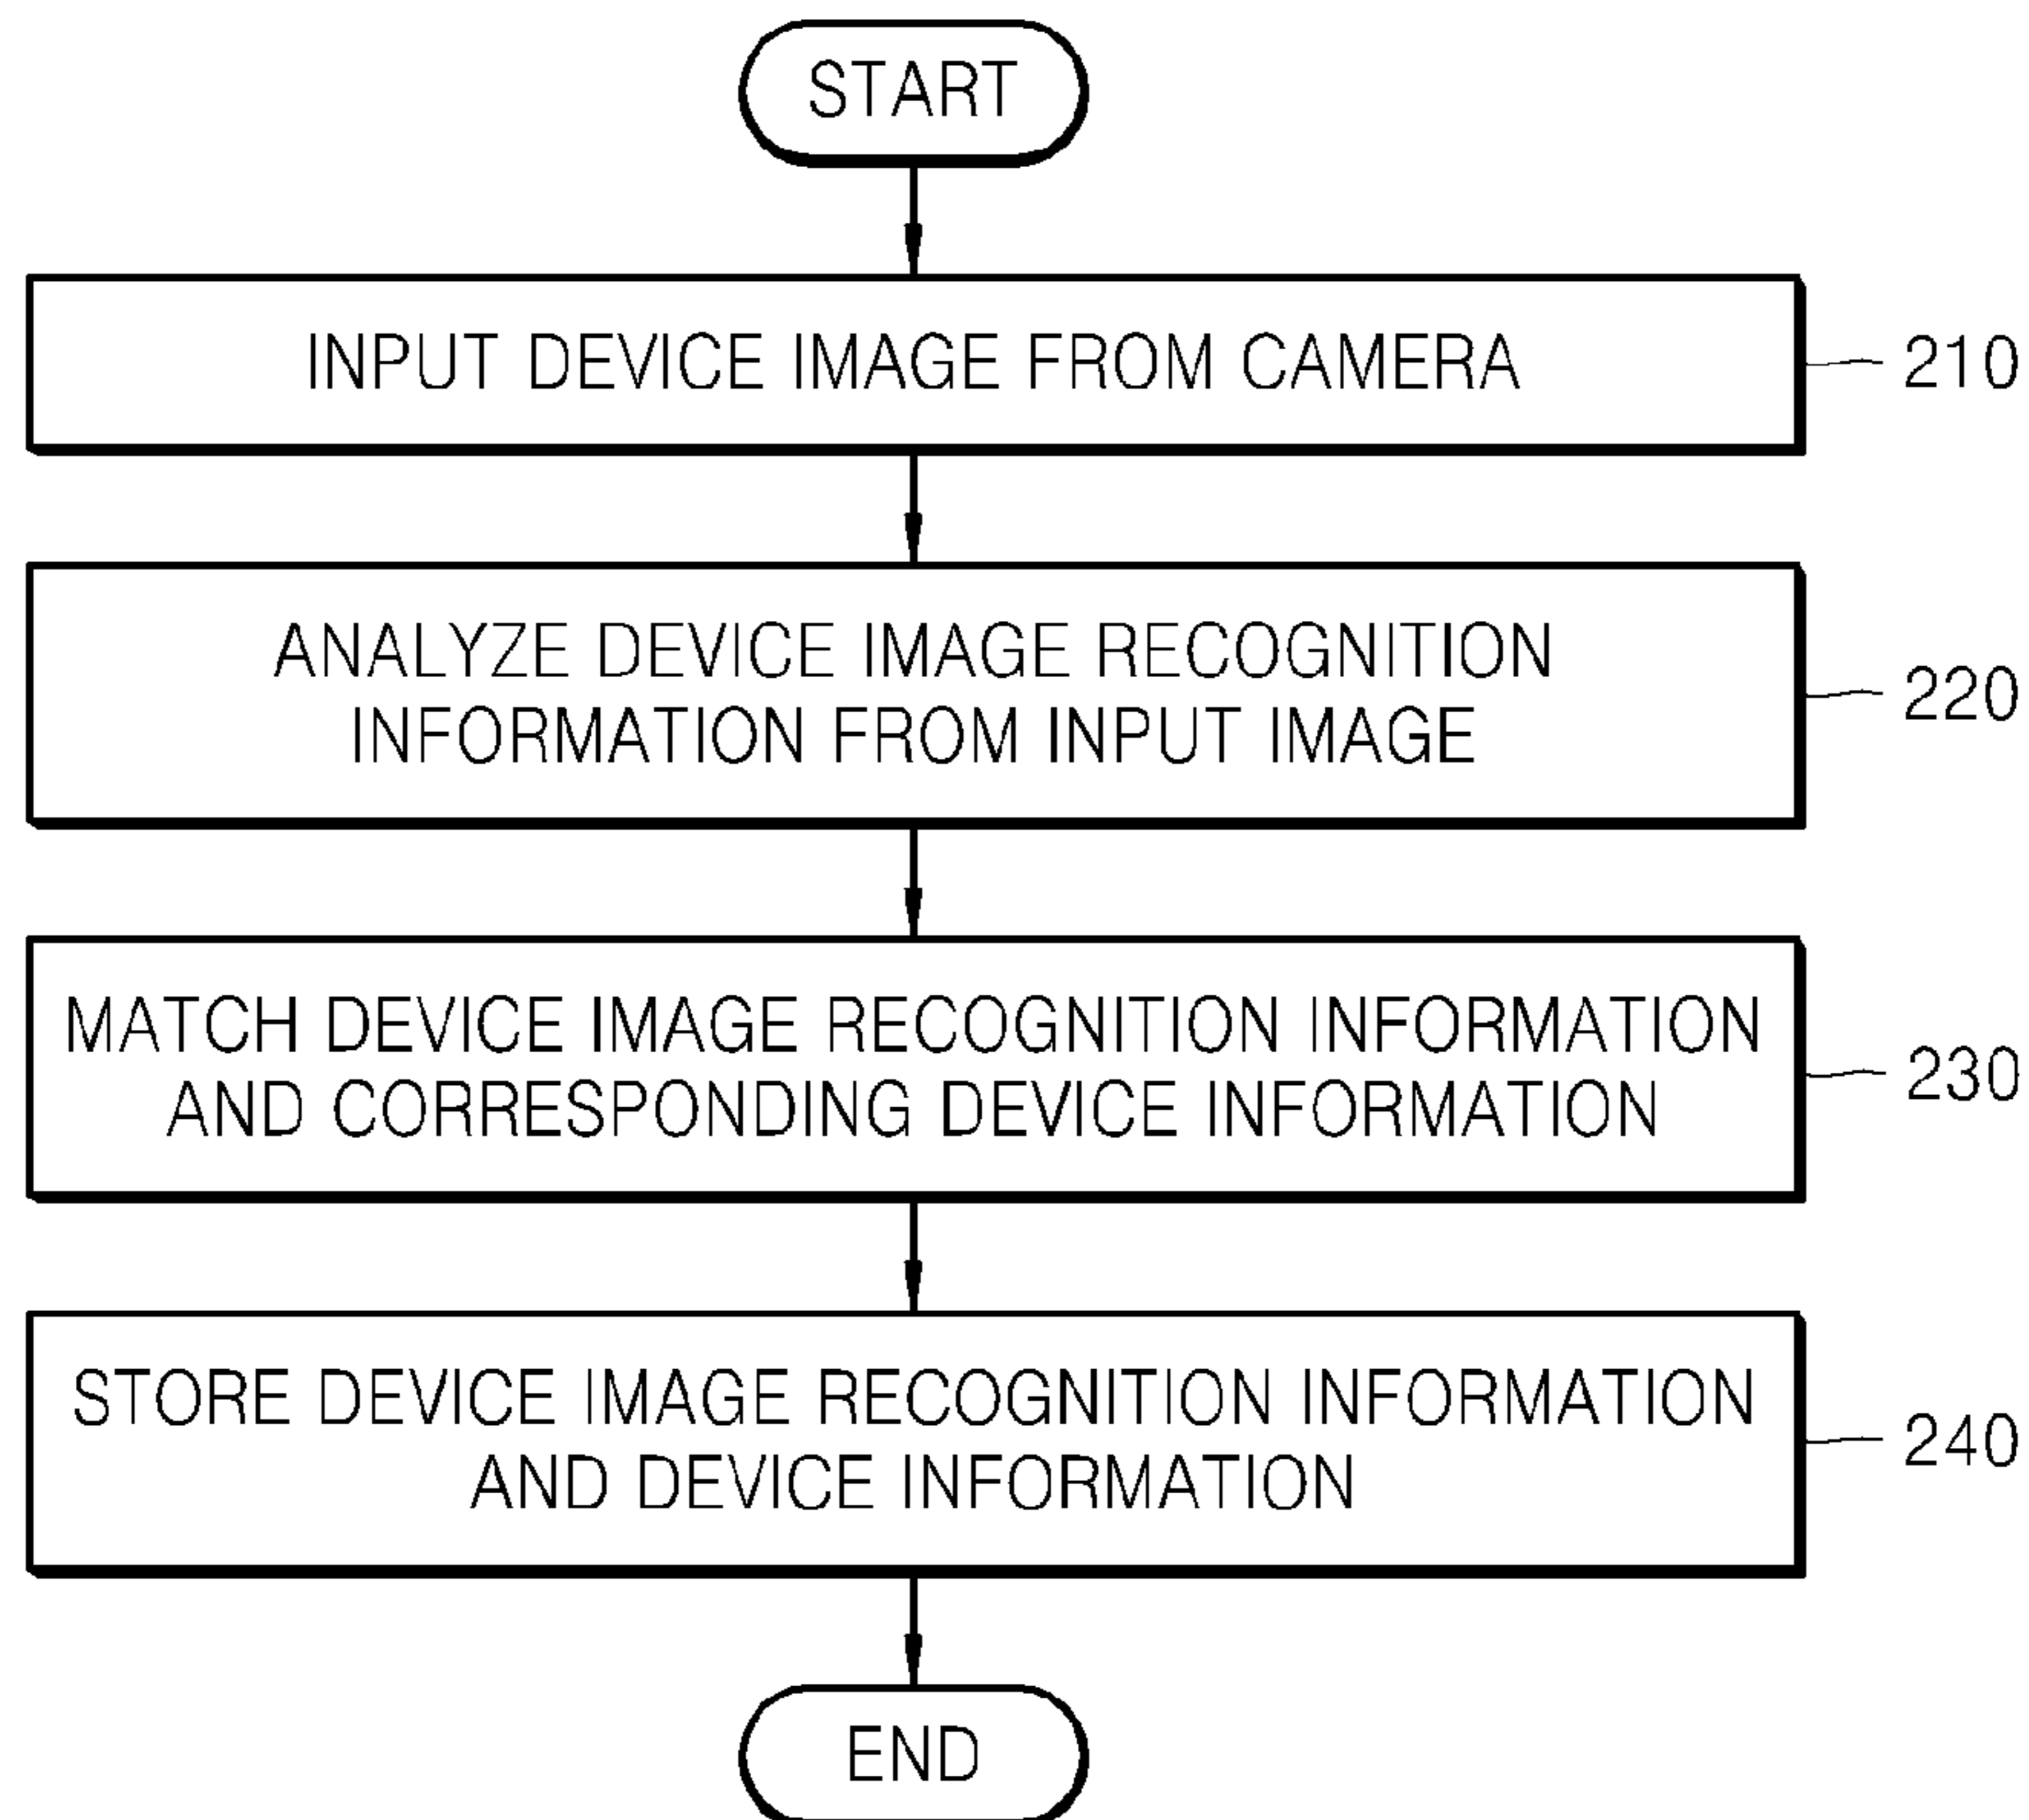 START
INPUT DEVICE IMAGE FROM CAMERA
210
ANALYZE DEVICE IMAGE RECOGNITION
INFORMATION FROM INPUT IMAGE
220
MATCH DEVICE IMAGE RECOGNITION INFORMATION
AND CORRESPONDING DEVICE INFORMATION
230
STORE DEVICE IMAGE RECOGNITION INFORMATION
AND DEVICE INFORMATION
240
END